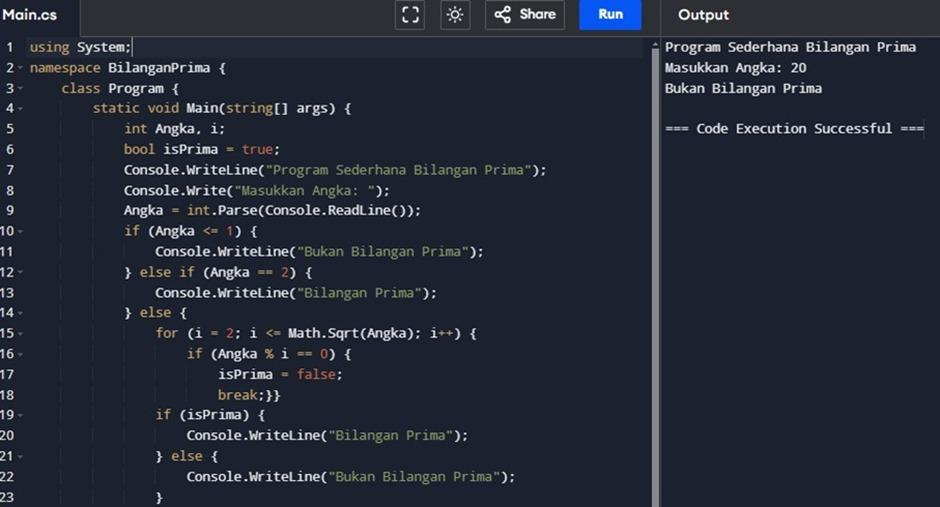 Main.cs
Share
Run
Output
1 using System;
2 namespace BilanganPrima {
3 class Program {
4 static void Main(string[] args) {
5 int Angka, i;
6 bool isPrima = true;
7 Console.WriteLine("Program Sederhana Bilangan Prima");
8 Console.Write("Masukkan Angka: ");
9 Angka = int.Parse(Console.ReadLine());
10 if (Angka <= 1) {
11 Console.WriteLine("Bukan Bilangan Prima");
12 } else if (Angka == 2) {
13 Console.WriteLine("Bilangan Prima");
14 } else {
15 for (i = 2; i <= Math.Sqrt(Angka); i++) {
16 if (Angka % i == 0) {
17 isPrima = false;
18 break;}}
19 if (isPrima) {
20 Console.WriteLine("Bilangan Prima");
21 } else {
22 Console.WriteLine("Bukan Bilangan Prima");
23 }
Program Sederhana Bilangan Prima
Masukkan Angka: 20
Bukan Bilangan Prima
=== Code Execution Successful ===